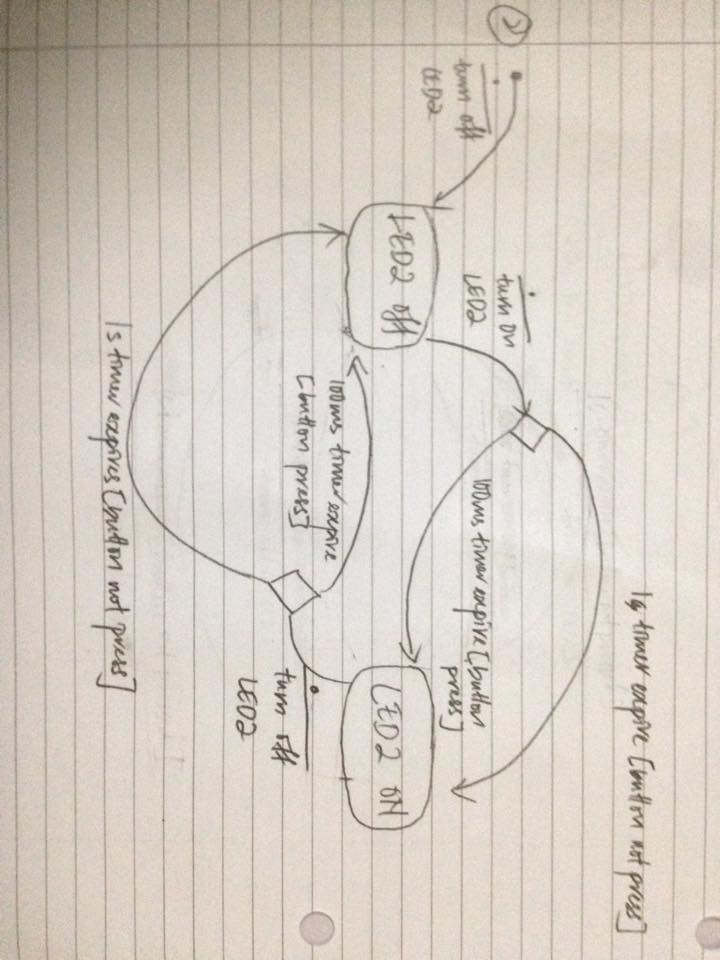 2)
1s timer expire [button not press]
turn off
LED2
turn on
LED2
100ms timer expire [button
press]
LED2 off
LED2 ON
100ms timer expire
[button press]
turn off
LED2
1s timer expires [button not press]